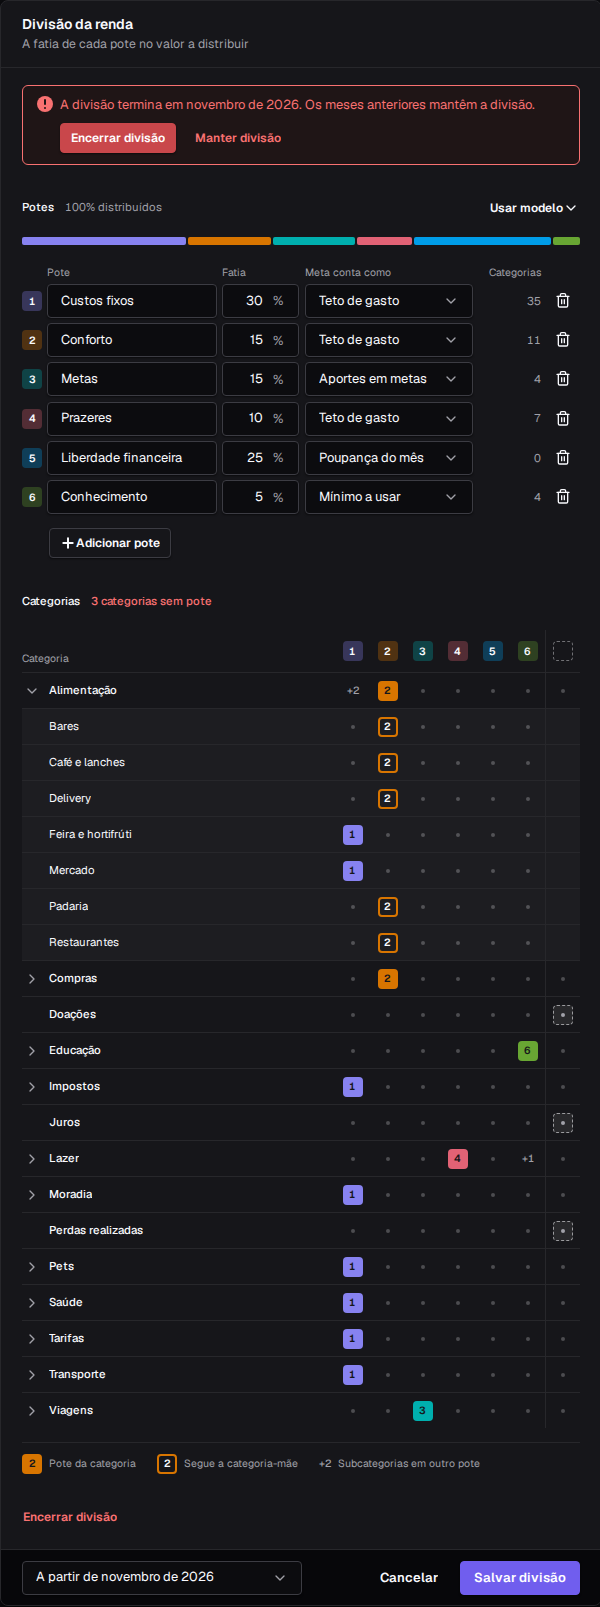 Divisão da renda
A fatia de cada pote no valor a distribuir
A divisão termina em novembro de 2026. Os meses anteriores mantêm a divisão.
Encerrar divisão Manter divisão
Potes 100% distribuídos Usar modelo
Pote Fatia Meta conta como Categorias
1 Custos fixos 30 % Teto de gasto 35
2 Conforto 15 % Teto de gasto 11
3 Metas 15 % Aportes em metas 4
4 Prazeres 10 % Teto de gasto 7
5 Liberdade financeira 25 % Poupança do mês 0
6 Conhecimento 5 % Mínimo a usar 4
Adicionar pote
Categorias 3 categorias sem pote
Categoria 1 2 3 4 5 6
Alimentação +2 2
Bares 2
Café e lanches 2
Delivery 2
Feira e hortifrúti 1
Mercado 1
Padaria 2
Restaurantes 2
Compras 2
Doações
Educação 6
Impostos 1
Juros
Lazer 4 +1
Moradia 1
Perdas realizadas
Pets 1
Saúde 1
Tarifas 1
Transporte 1
Viagens 3
2 Pote da categoria 2 Segue a categoria-mãe +2 Subcategorias em outro pote
Encerrar divisão
A partir de novembro de 2026 Cancelar Salvar divisão